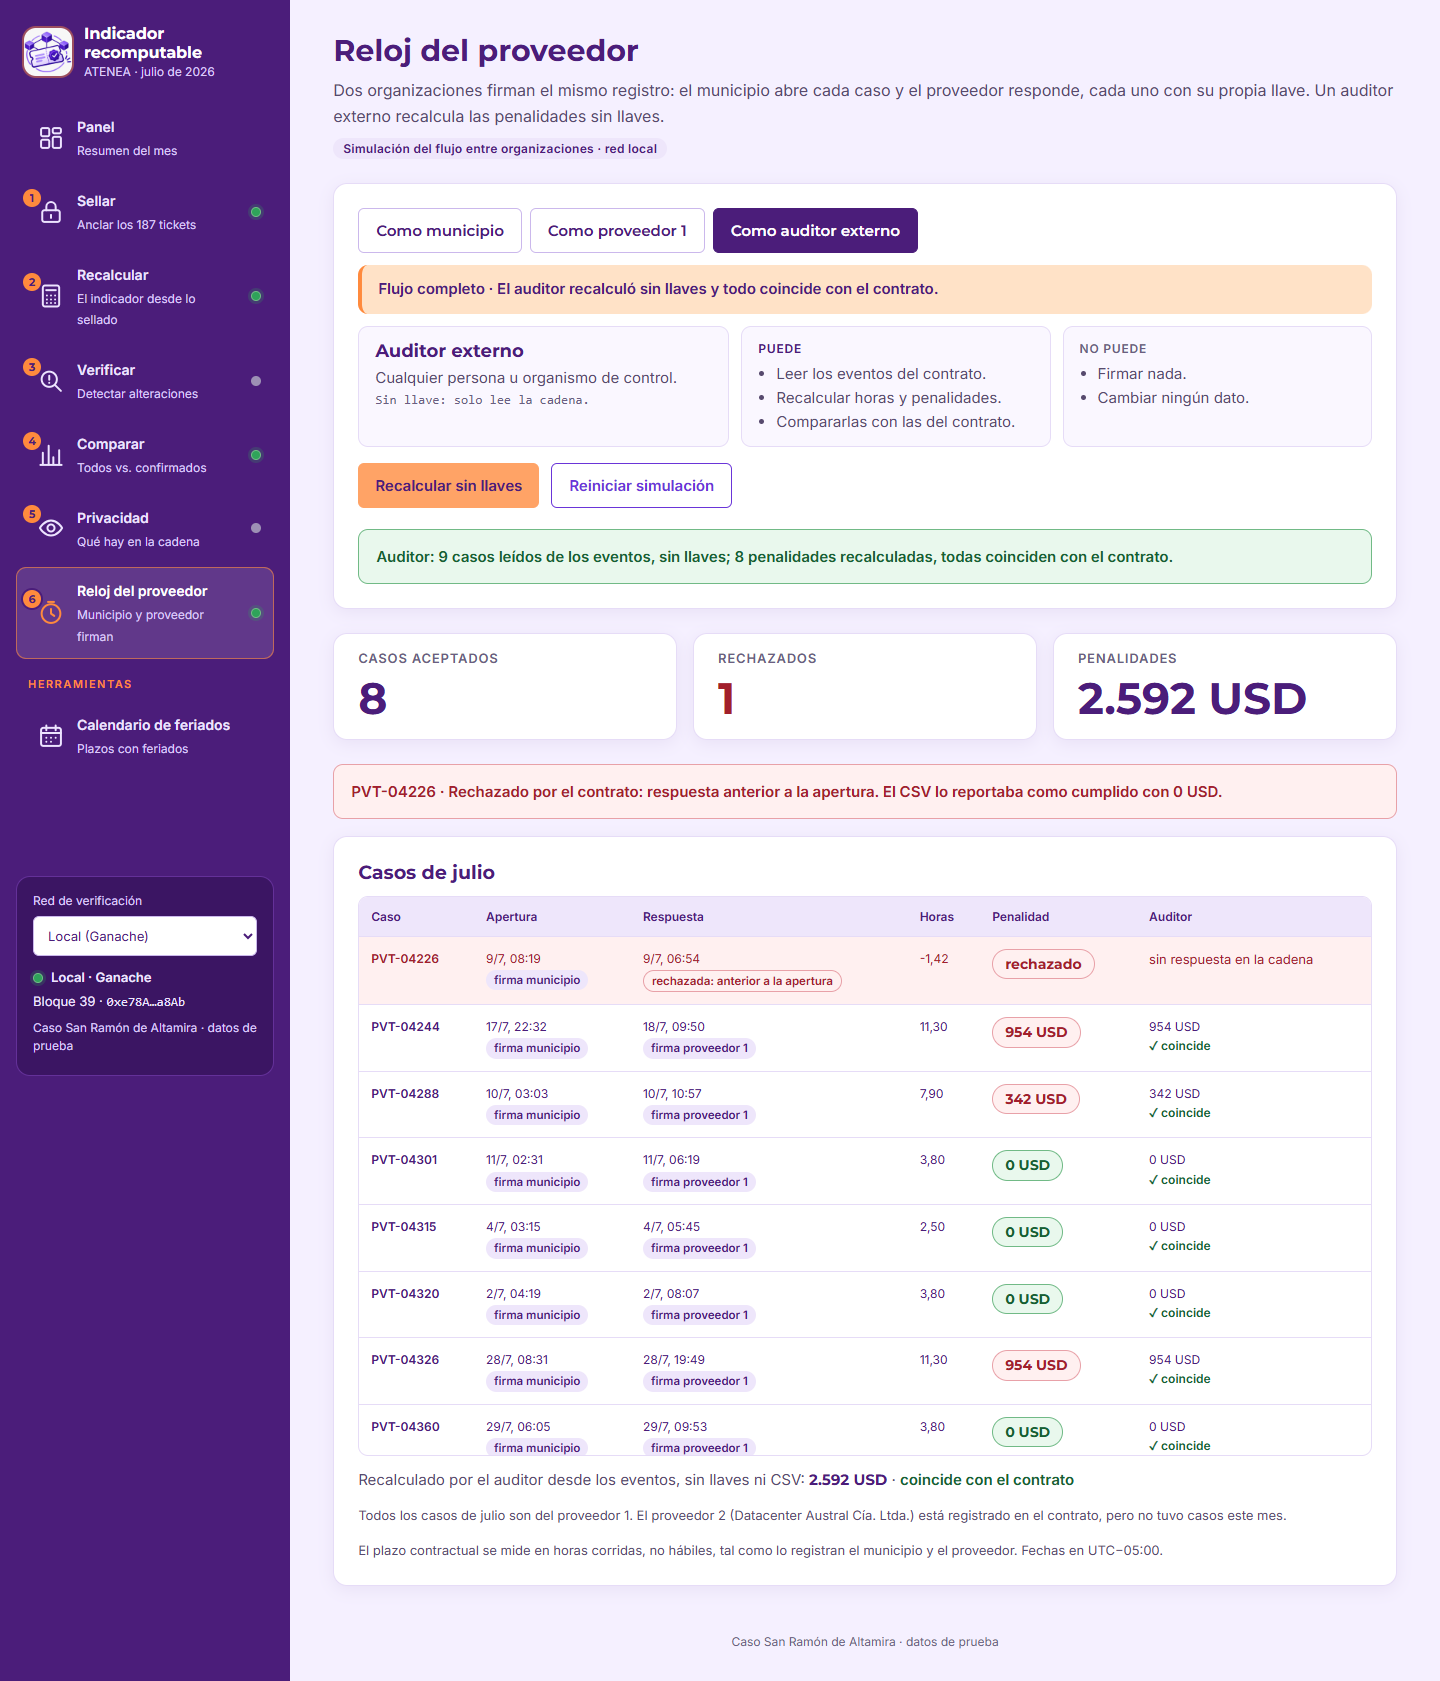 Indicador
recomputable
ATENEA · julio de 2026
Panel
Resumen del mes
1
Sellar
Anclar los 187 tickets
2
Recalcular
El indicador desde lo
sellado
3
Verificar
Detectar alteraciones
4
Comparar
Todos vs. confirmados
5
Privacidad
Qué hay en la cadena
6
Reloj del proveedor
Municipio y proveedor
firman
HERRAMIENTAS
Calendario de feriados
Plazos con feriados
Red de verificación
Local (Ganache)
Local · Ganache
Bloque 39 · 0xe78A…a8Ab
Caso San Ramón de Altamira · datos de
prueba
Reloj del proveedor
Dos organizaciones firman el mismo registro: el municipio abre cada caso y el proveedor responde, cada uno con su propia llave. Un auditor
externo recalcula las penalidades sin llaves.
Simulación del flujo entre organizaciones · red local
Como municipio Como proveedor 1 Como auditor externo
Flujo completo · El auditor recalculó sin llaves y todo coincide con el contrato.
Auditor externo
Cualquier persona u organismo de control.
Sin llave: solo lee la cadena.
PUEDE
• Leer los eventos del contrato.
• Recalcular horas y penalidades.
• Compararlas con las del contrato.
NO PUEDE
• Firmar nada.
• Cambiar ningún dato.
Recalcular sin llaves Reiniciar simulación
Auditor: 9 casos leídos de los eventos, sin llaves; 8 penalidades recalculadas, todas coinciden con el contrato.
CASOS ACEPTADOS
8
RECHAZADOS
1
PENALIDADES
2.592 USD
PVT-04226 · Rechazado por el contrato: respuesta anterior a la apertura. El CSV lo reportaba como cumplido con 0 USD.
Casos de julio
Caso Apertura Respuesta Horas Penalidad Auditor
PVT-04226 9/7, 08:19 9/7, 06:54 -1,42 rechazado sin respuesta en la cadena
firma municipio rechazada: anterior a la apertura
PVT-04244 17/7, 22:32 18/7, 09:50 11,30 954 USD 954 USD
firma municipio firma proveedor 1 ✓ coincide
PVT-04288 10/7, 03:03 10/7, 10:57 7,90 342 USD 342 USD
firma municipio firma proveedor 1 ✓ coincide
PVT-04301 11/7, 02:31 11/7, 06:19 3,80 0 USD 0 USD
firma municipio firma proveedor 1 ✓ coincide
PVT-04315 4/7, 03:15 4/7, 05:45 2,50 0 USD 0 USD
firma municipio firma proveedor 1 ✓ coincide
PVT-04320 2/7, 04:19 2/7, 08:07 3,80 0 USD 0 USD
firma municipio firma proveedor 1 ✓ coincide
PVT-04326 28/7, 08:31 28/7, 19:49 11,30 954 USD 954 USD
firma municipio firma proveedor 1 ✓ coincide
PVT-04360 29/7, 06:05 29/7, 09:53 3,80 0 USD 0 USD
firma municipio firma proveedor 1 ✓ coincide
Recalculado por el auditor desde los eventos, sin llaves ni CSV: 2.592 USD · coincide con el contrato
Todos los casos de julio son del proveedor 1. El proveedor 2 (Datacenter Austral Cía. Ltda.) está registrado en el contrato, pero no tuvo casos este mes.
El plazo contractual se mide en horas corridas, no hábiles, tal como lo registran el municipio y el proveedor. Fechas en UTC−05:00.
Caso San Ramón de Altamira · datos de prueba